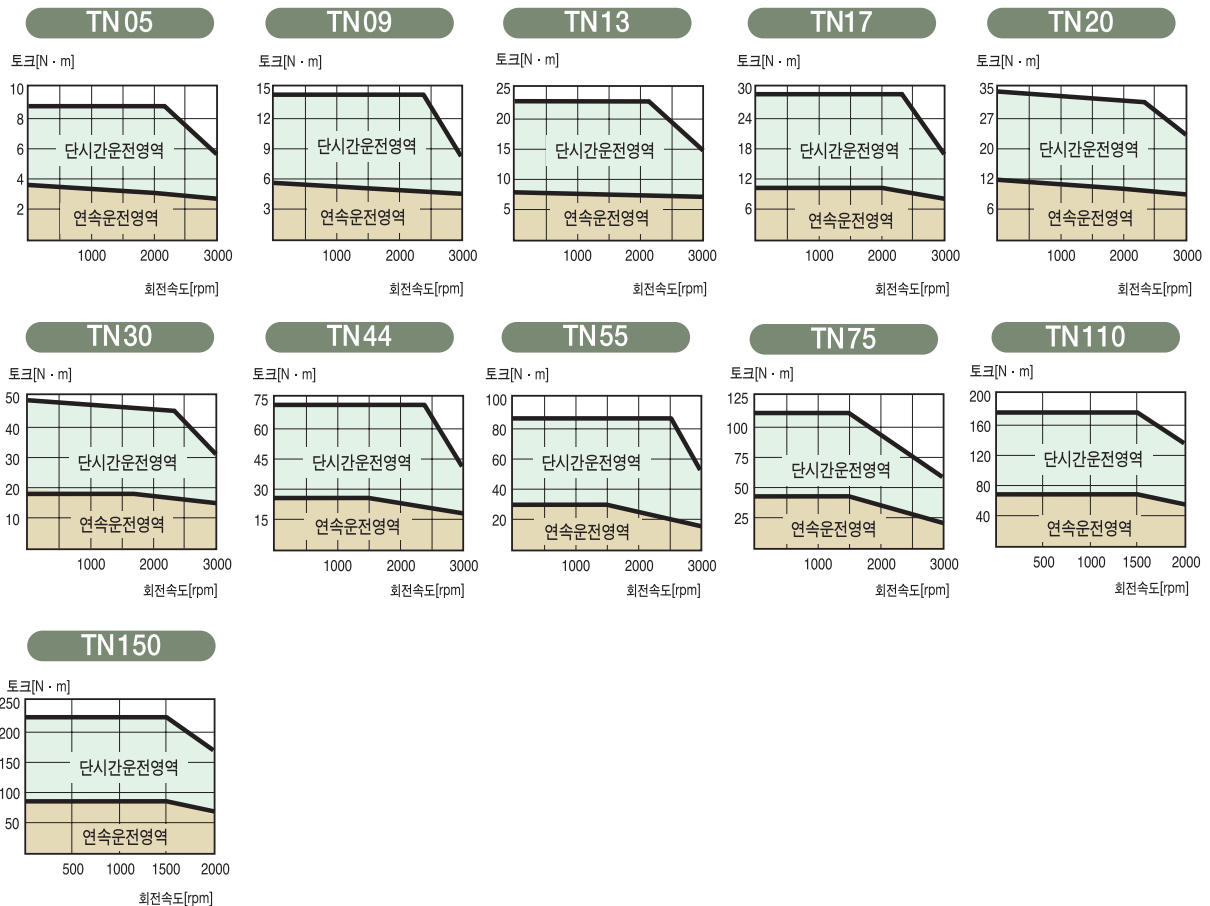 TN05
토크[N · m]
10
8
6
4
2
단시간운전영역
연속운전영역
1000 2000 3000
회전속도[rpm]
TN09
토크[N · m]
15
12
9
6
3
단시간운전영역
연속운전영역
1000 2000 3000
회전속도[rpm]
TN13
토크[N · m]
25
20
15
10
5
단시간운전영역
연속운전영역
1000 2000 3000
회전속도[rpm]
TN17
토크[N · m]
30
24
18
12
6
단시간운전영역
연속운전영역
1000 2000 3000
회전속도[rpm]
TN20
토크[N · m]
35
27
20
12
6
단시간운전영역
연속운전영역
1000 2000 3000
회전속도[rpm]
TN30
토크[N · m]
50
40
30
20
10
단시간운전영역
연속운전영역
1000 2000 3000
회전속도[rpm]
TN44
토크[N · m]
75
60
45
30
15
단시간운전영역
연속운전영역
1000 2000 3000
회전속도[rpm]
TN55
토크[N · m]
100
80
60
40
20
단시간운전영역
연속운전영역
1000 2000 3000
회전속도[rpm]
TN75
토크[N · m]
125
100
75
50
25
단시간운전영역
연속운전영역
1000 2000 3000
회전속도[rpm]
TN110
토크[N · m]
200
160
120
80
40
단시간운전영역
연속운전영역
500 1000 1500 2000
회전속도[rpm]
TN150
토크[N · m]
250
200
150
100
50
단시간운전영역
연속운전영역
500 1000 1500 2000
회전속도[rpm]